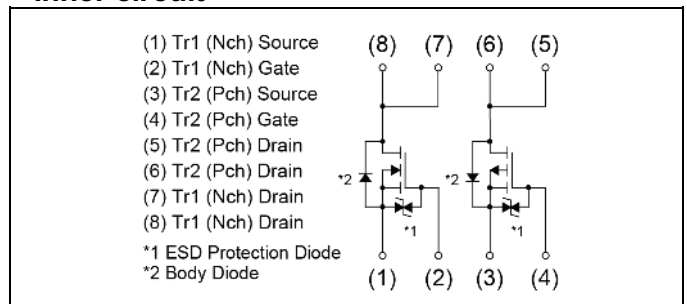 (1) Tr1 (Nch) Source
(2) Tr1 (Nch) Gate
(3) Tr2 (Pch) Source
(4) Tr2 (Pch) Gate
(5) Tr2 (Pch) Drain
(6) Tr2 (Pch) Drain
(7) Tr1 (Nch) Drain
(8) Tr1 (Nch) Drain
*1 ESD Protection Diode
*2 Body Diode
(8) (7) (6) (5)
*2 *2
*1 *1
(1) (2) (3) (4)